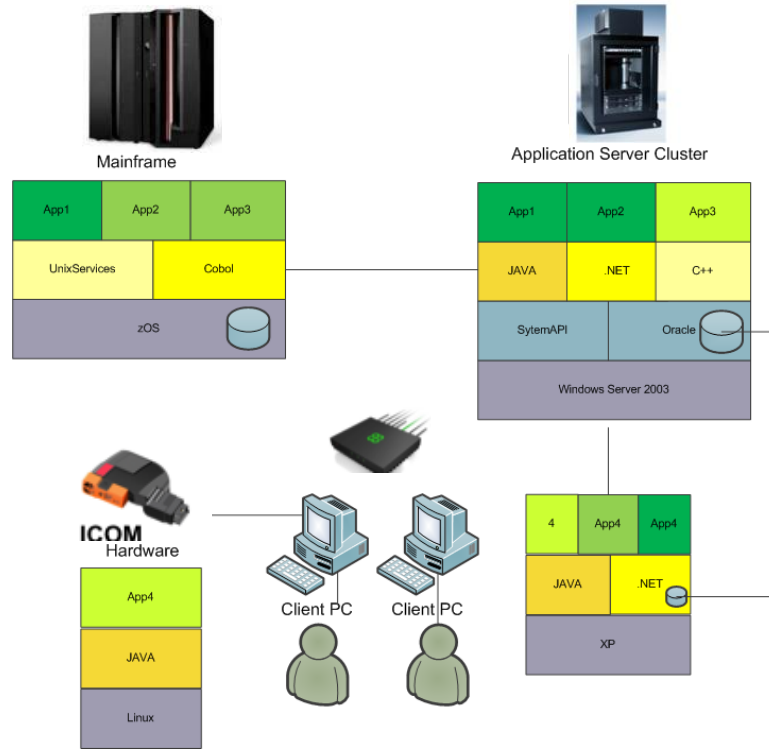 Mainframe
App1 App2 App3
UnixServices Cobol
zOS
Application Server Cluster
App1 App2 App3
JAVA .NET C++
SytemAPI Oracle
Windows Server 2003
ICOM
Hardware
App4
JAVA
Linux
Client PC Client PC
4 App4 App4
JAVA .NET
XP